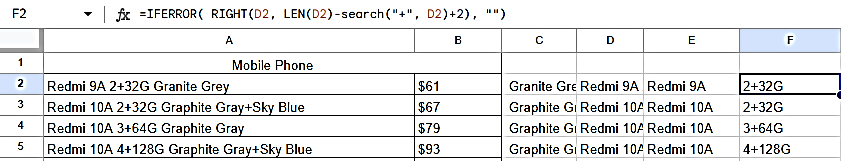 F2 fx =IFERROR( RIGHT(D2, LEN(D2)-search("+", D2)+2), "")
A B C D E F
1 Mobile Phone
2 Redmi 9A 2+32G Granite Grey $61 Granite Gre Redmi 9A Redmi 9A 2+32G
3 Redmi 10A 2+32G Graphite Gray+Sky Blue $67 Graphite G Redmi 10A Redmi 10A 2+32G
4 Redmi 10A 3+64G Graphite Gray $79 Graphite G Redmi 10A Redmi 10A 3+64G
5 Redmi 10A 4+128G Graphite Gray+Sky Blue $93 Graphite G Redmi 10A Redmi 10A 4+128G